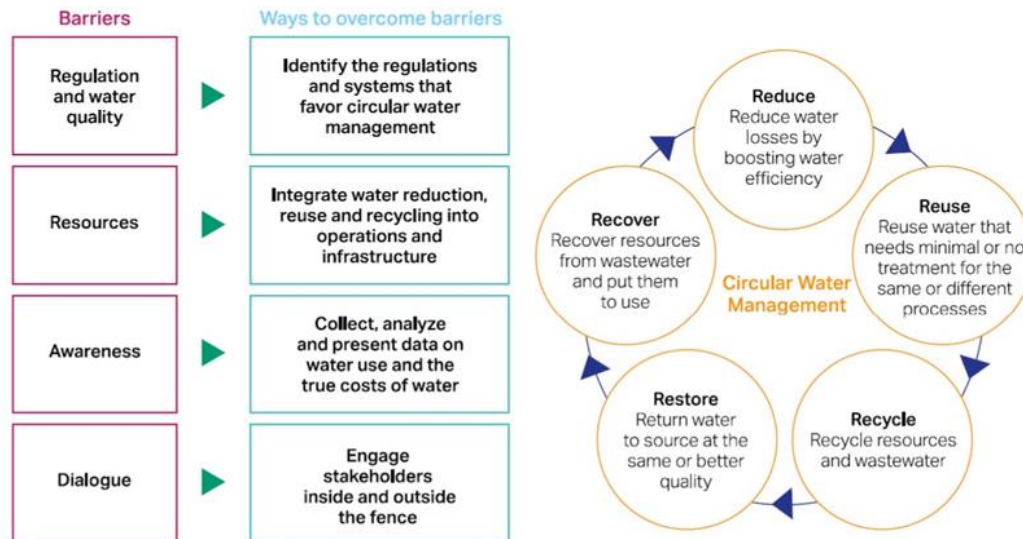 Barriers
Ways to overcome barriers
Regulation
and water
quality
Identify the regulations
and systems that
favor circular water
management
Resources
Integrate water reduction,
reuse and recycling into
operations and
infrastructure
Awareness
Collect, analyze
and present data on
water use and the
true costs of water
Dialogue
Engage
stakeholders
inside and outside
the fence
Circular Water
Management
Reduce
Reduce water
losses by
boosting water
efficiency
Reuse
Reuse water that
needs minimal or no
treatment for the
same or different
processes
Recycle
Recycle resources
and wastewater
Restore
Return water
to source at the
same or better
quality
Recover
Recover resources
from wastewater
and put them
to use